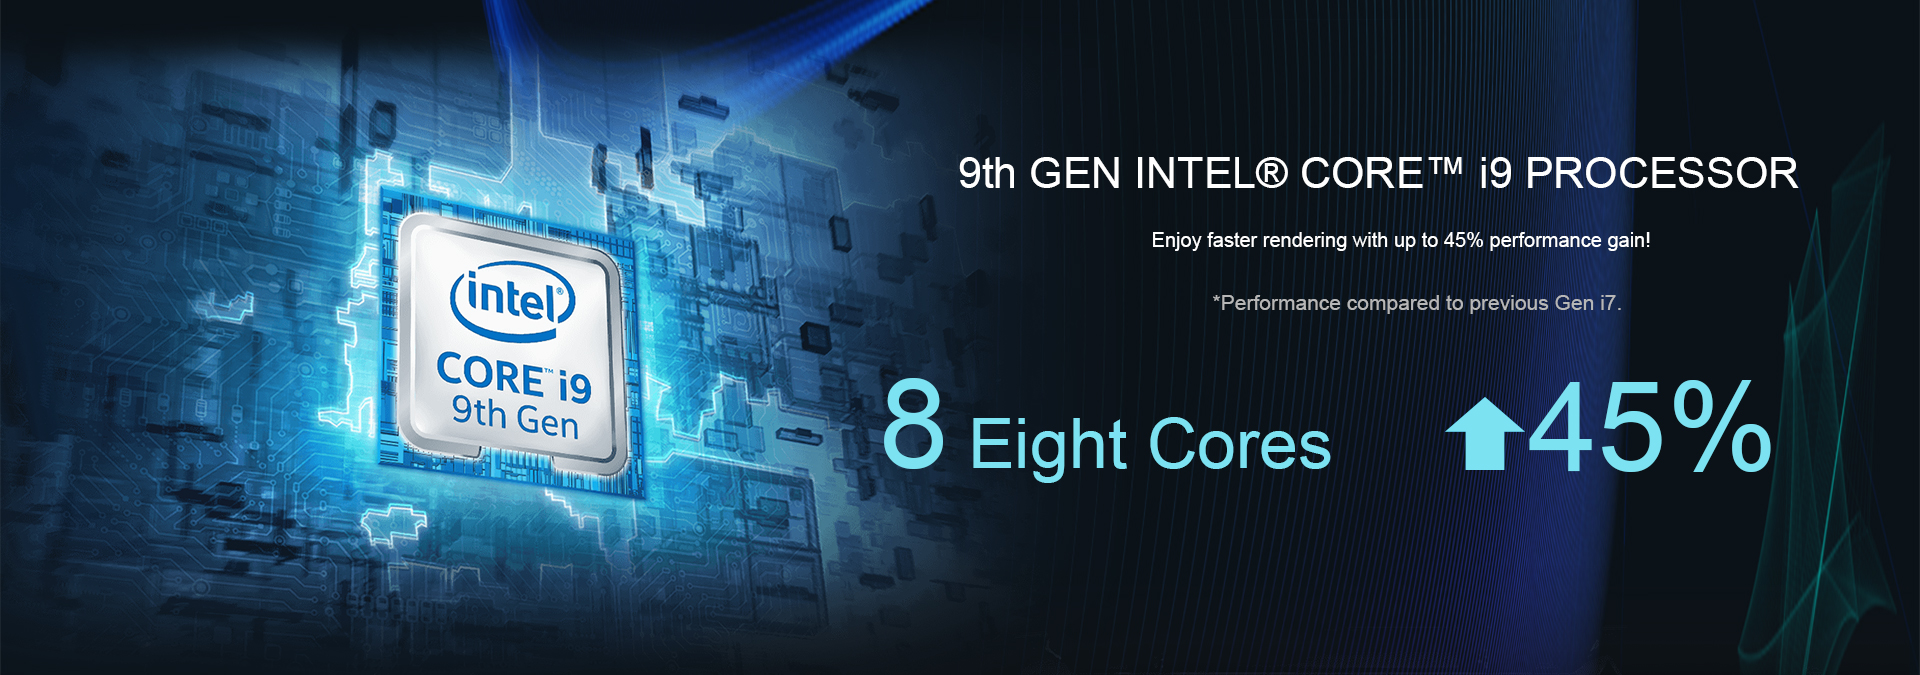 intel®
CORE™ i9
9th Gen
9th GEN INTEL® CORE™ i9 PROCESSOR
Enjoy faster rendering with up to 45% performance gain!
*Performance compared to previous Gen i7.
8 Eight Cores
45%